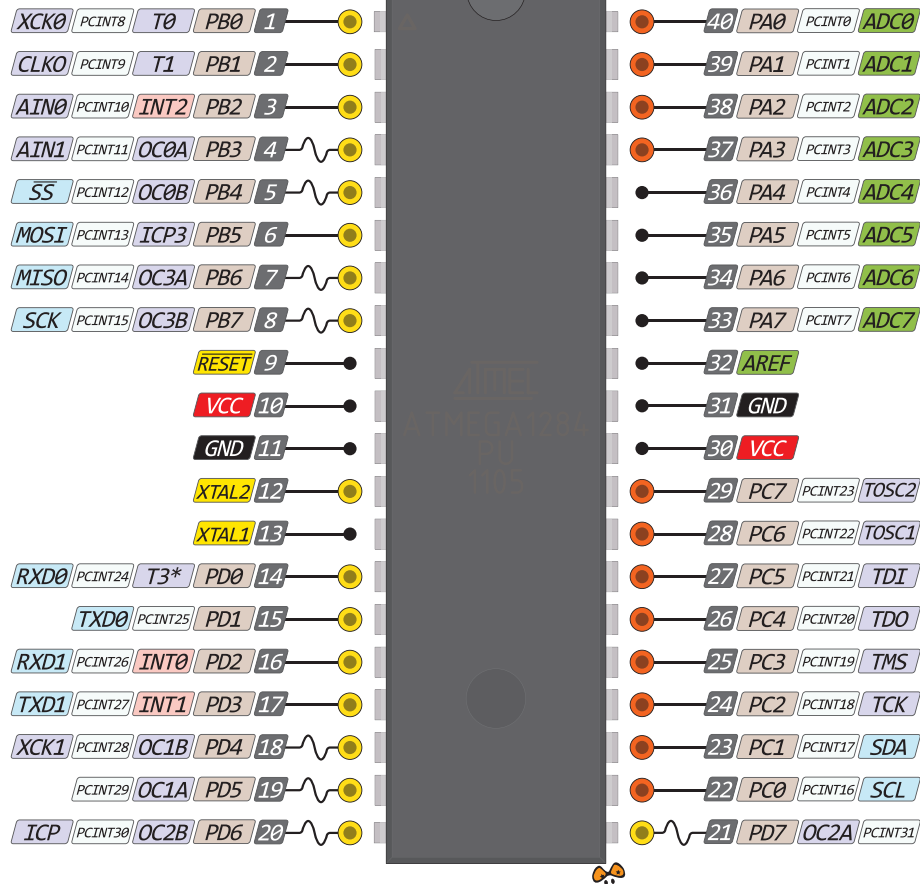 XCK0 PCINT8 T0 PB0 1 40 PA0 PCINT0 ADC0
CLKO PCINT9 T1 PB1 2 39 PA1 PCINT1 ADC1
AIN0 PCINT10 INT2 PB2 3 38 PA2 PCINT2 ADC2
AIN1 PCINT11 OC0A PB3 4 37 PA3 PCINT3 ADC3
SS PCINT12 OC0B PB4 5 36 PA4 PCINT4 ADC4
MOSI PCINT13 ICP3 PB5 6 35 PA5 PCINT5 ADC5
MISO PCINT14 OC3A PB6 7 34 PA6 PCINT6 ADC6
SCK PCINT15 OC3B PB7 8 33 PA7 PCINT7 ADC7
RESET 9 32 AREF
ATMEL
VCC 10 31 GND
ATMEGA1284
GND 11 30 VCC
PU
XTAL2 12 1105 29 PC7 PCINT23 TOSC2
XTAL1 13 28 PC6 PCINT22 TOSC1
RXD0 PCINT24 T3* PD0 14 27 PC5 PCINT21 TDI
TXD0 PCINT25 PD1 15 26 PC4 PCINT20 TDO
RXD1 PCINT26 INT0 PD2 16 25 PC3 PCINT19 TMS
TXD1 PCINT27 INT1 PD3 17 24 PC2 PCINT18 TCK
XCK1 PCINT28 OC1B PD4 18 23 PC1 PCINT17 SDA
PCINT29 OC1A PD5 19 22 PC0 PCINT16 SCL
ICP PCINT30 OC2B PD6 20 21 PD7 OC2A PCINT31